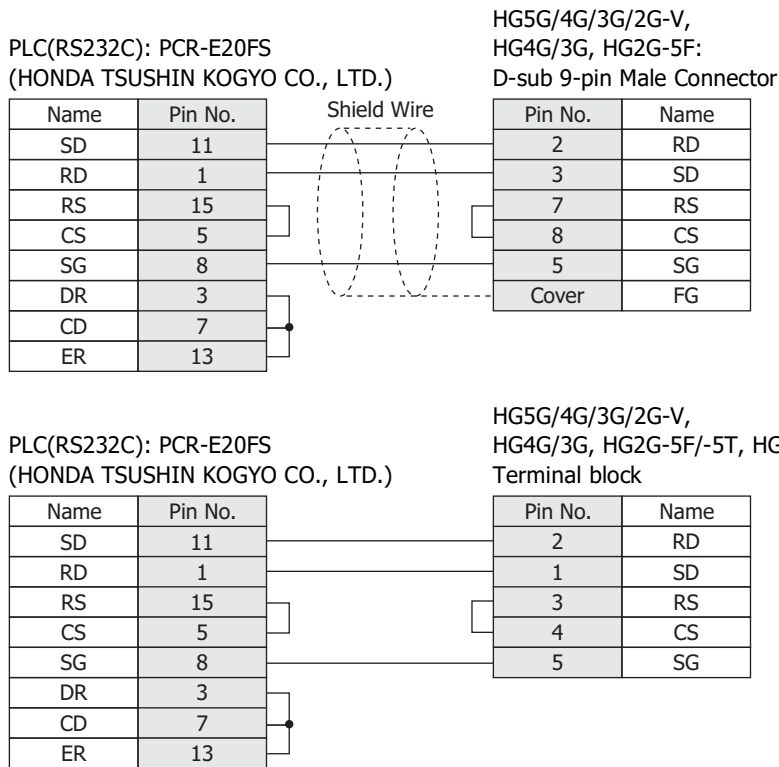 HG5G/4G/3G/2G-V,
PLC(RS232C): PCR-E20FS HG4G/3G, HG2G-5F:
(HONDA TSUSHIN KOGYO CO., LTD.) D-sub 9-pin Male Connector
Name Pin No. Shield Wire Pin No. Name
SD 11 2 RD
RD 1 3 SD
RS 15 7 RS
CS 5 8 CS
SG 8 5 SG
DR 3 Cover FG
CD 7
ER 13
HG5G/4G/3G/2G-V,
PLC(RS232C): PCR-E20FS HG4G/3G, HG2G-5F/-5T, HG
(HONDA TSUSHIN KOGYO CO., LTD.) Terminal block
Name Pin No. Pin No. Name
SD 11 2 RD
RD 1 1 SD
RS 15 3 RS
CS 5 4 CS
SG 8 5 SG
DR 3
CD 7
ER 13